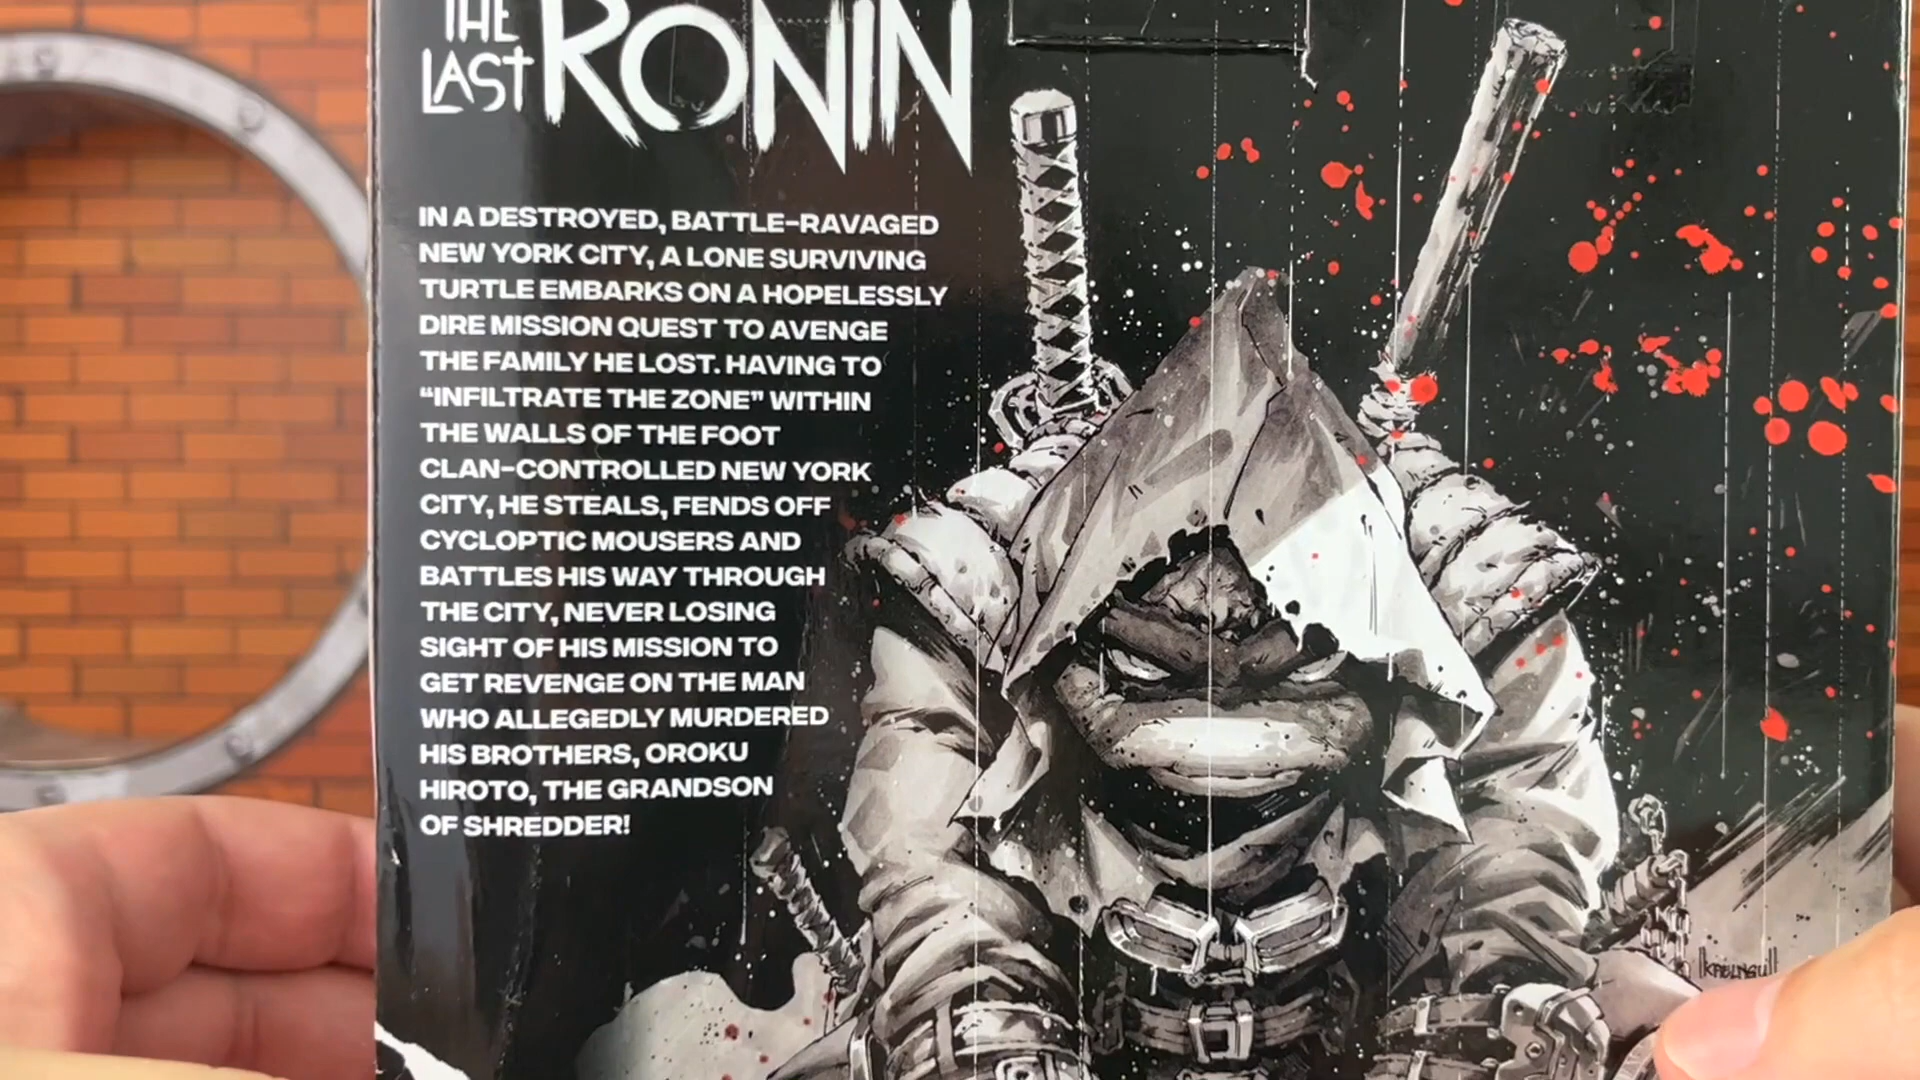 THE
LAST RONIN
IN A DESTROYED, BATTLE-RAVAGED
NEW YORK CITY, A LONE SURVIVING
TURTLE EMBARKS ON A HOPELESSLY
DIRE MISSION QUEST TO AVENGE
THE FAMILY HE LOST. HAVING TO
“INFILTRATE THE ZONE” WITHIN
THE WALLS OF THE FOOT
CLAN-CONTROLLED NEW YORK
CITY, HE STEALS, FENDS OFF
CYCLOPTIC MOUSERS AND
BATTLES HIS WAY THROUGH
THE CITY, NEVER LOSING
SIGHT OF HIS MISSION TO
GET REVENGE ON THE MAN
WHO ALLEGEDLY MURDERED
HIS BROTHERS, OROKU
HIROTO, THE GRANDSON
OF SHREDDER!